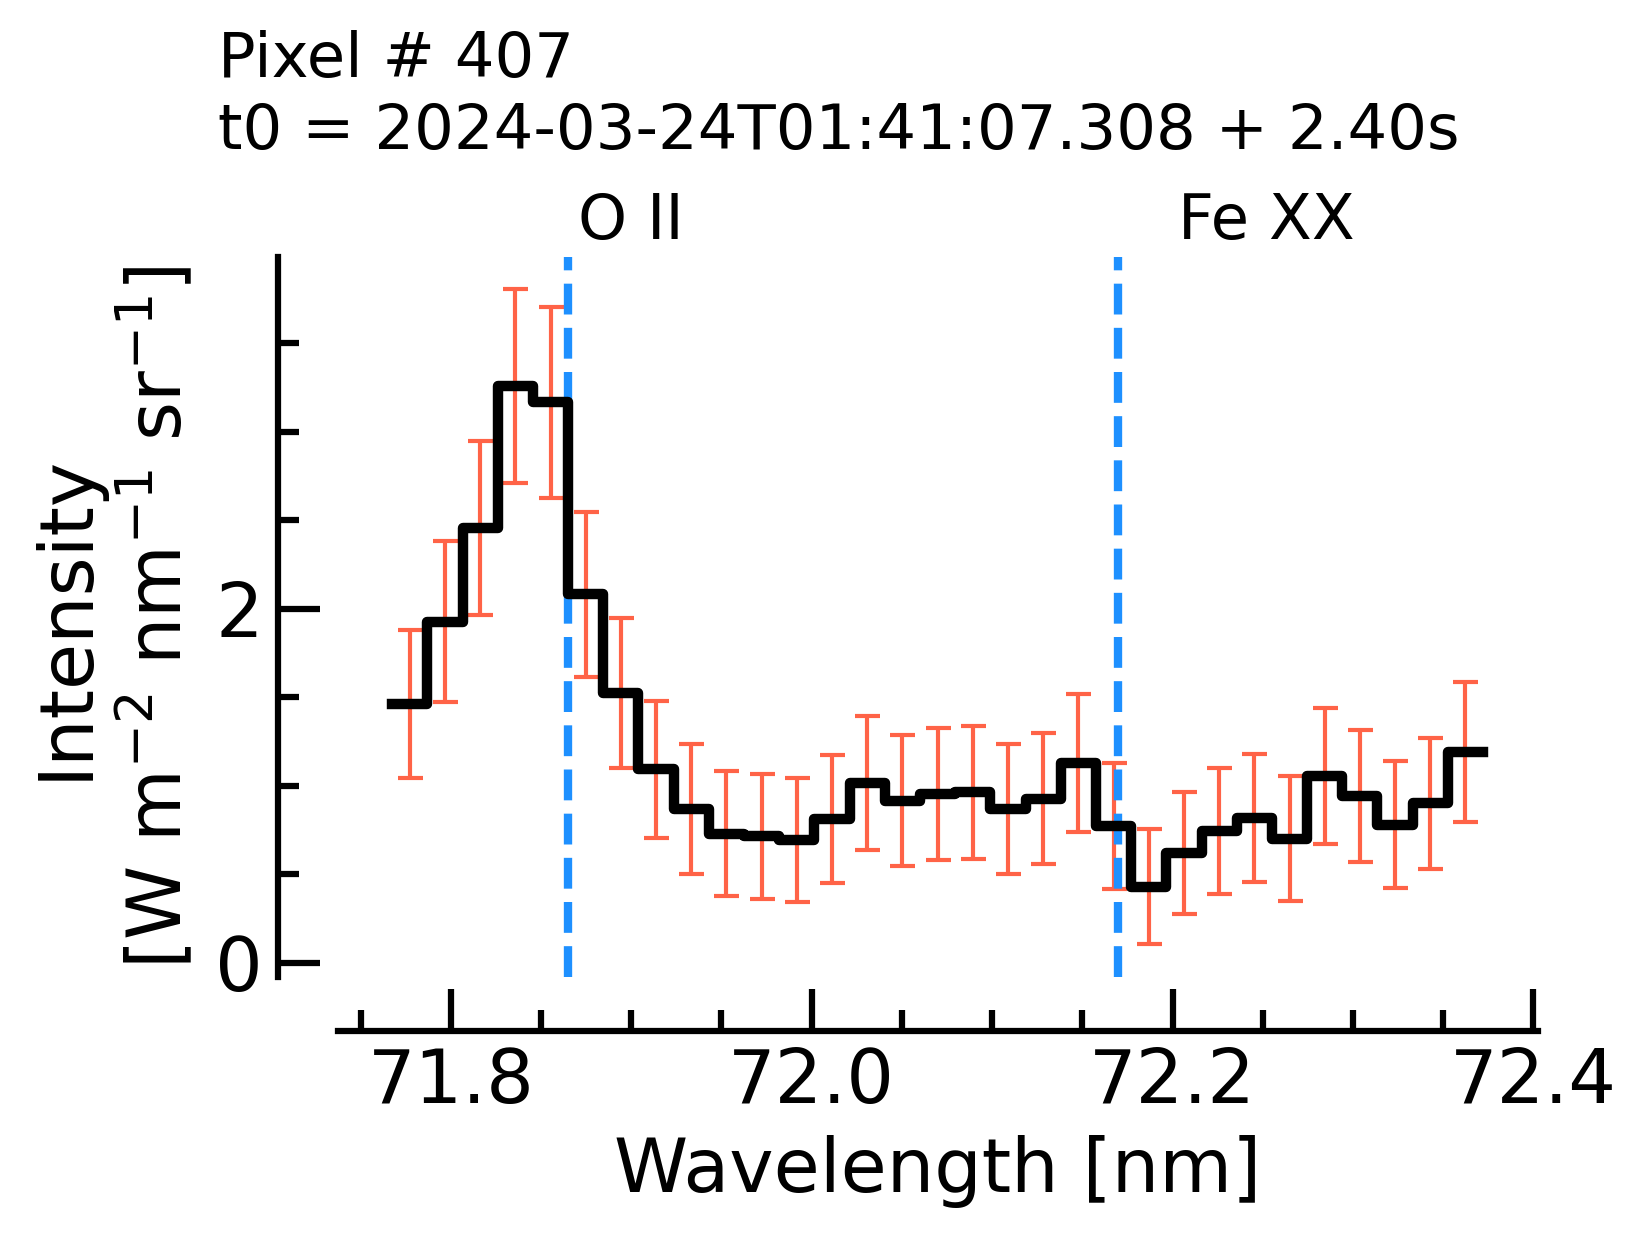 Pixel # 407
t0 = 2024-03-24T01:41:07.308 + 2.40s
O II Fe XX
Intensity
[W m⁻² nm⁻¹ sr⁻¹]
2
0
71.8 72.0 72.2 72.4
Wavelength [nm]